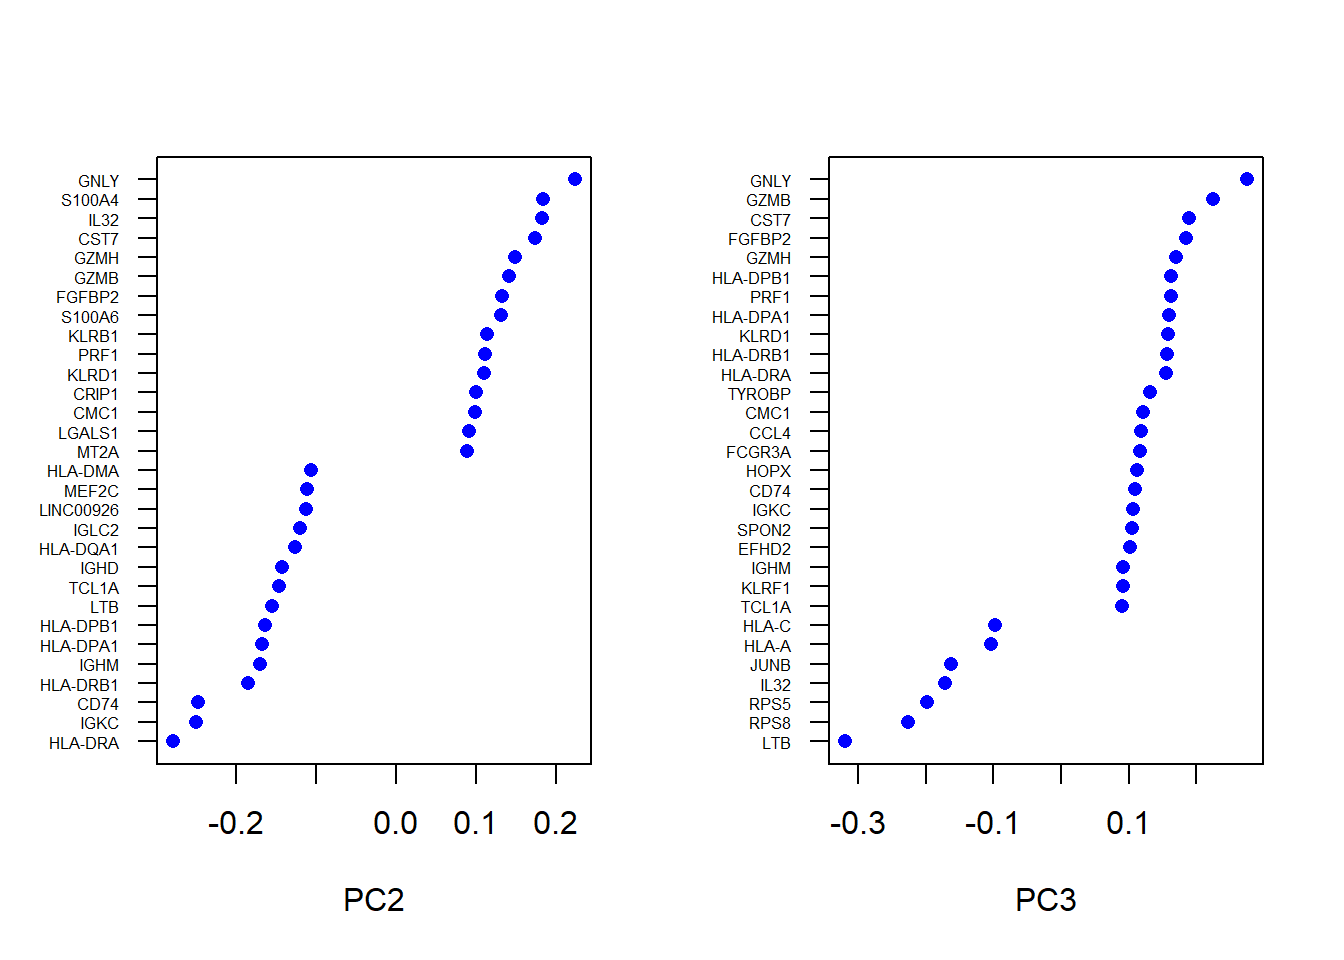 GNLY
S100A4
IL32
CST7
GZMH
GZMB
FGFBP2
S100A6
KLRB1
PRF1
KLRD1
CRIP1
CMC1
LGALS1
MT2A
HLA-DMA
MEF2C
LINC00926
IGLC2
HLA-DQA1
IGHD
TCL1A
LTB
HLA-DPB1
HLA-DPA1
IGHM
HLA-DRB1
CD74
IGKC
HLA-DRA
-0.2 0.0 0.1 0.2
PC2
GNLY
GZMB
CST7
FGFBP2
GZMH
HLA-DPB1
PRF1
HLA-DPA1
KLRD1
HLA-DRB1
HLA-DRA
TYROBP
CMC1
CCL4
FCGR3A
HOPX
CD74
IGKC
SPON2
EFHD2
IGHM
KLRF1
TCL1A
HLA-C
HLA-A
JUNB
IL32
RPS5
RPS8
LTB
-0.3 -0.1 0.1
PC3